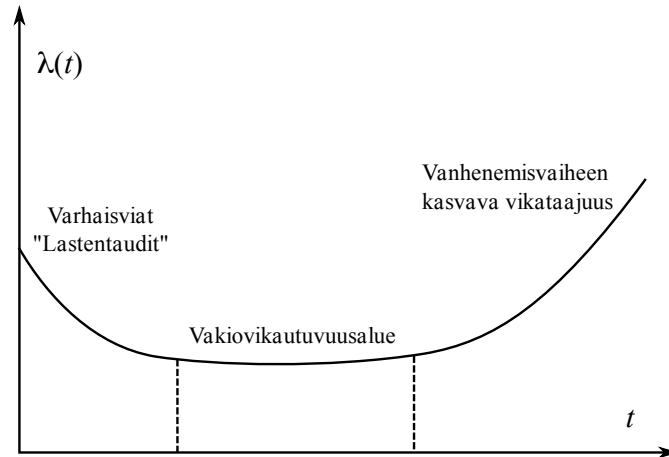 λ(t)
Varhaisviat
"Lastentaudit"
Vakiovikautuvuusalue
Vanhenemisvaiheen
kasvava vikataajuus
t